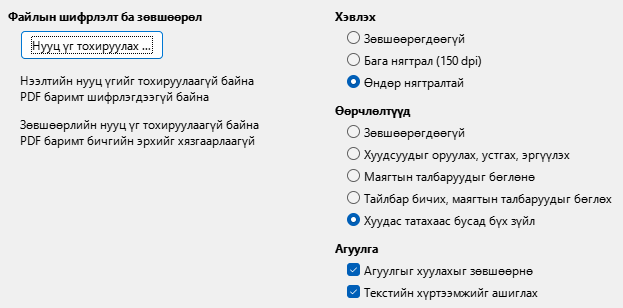 Файлын шифрлэлт ба зөвшөөрөл
Нууц үг тохируулах ...
Нээлтийн нууц үгийг тохируулаагүй байна
PDF баримт шифрлэгдээгүй байна
Зөвшөөрлийн нууц үг тохируулаагүй байна
PDF баримт бичгийн эрхийг хязгаарлаагүй
Хэвлэх
Зөвшөөрөгдөөгүй
Бага нягтрал (150 dpi)
Өндөр нягтралтай
Өөрчлөлтүүд
Зөвшөөрөгдөөгүй
Хуудсуудыг оруулах, устгах, эргүүлэх
Маягтын талбаруудыг бөглөнө
Тайлбар бичих, маягтын талбаруудыг бөглөх
Хуудас татахаас бусад бүх зүйл
Агуулга
Агуулгыг хуулахыг зөвшөөрнө
Текстийн хүртээмжийг ашиглах